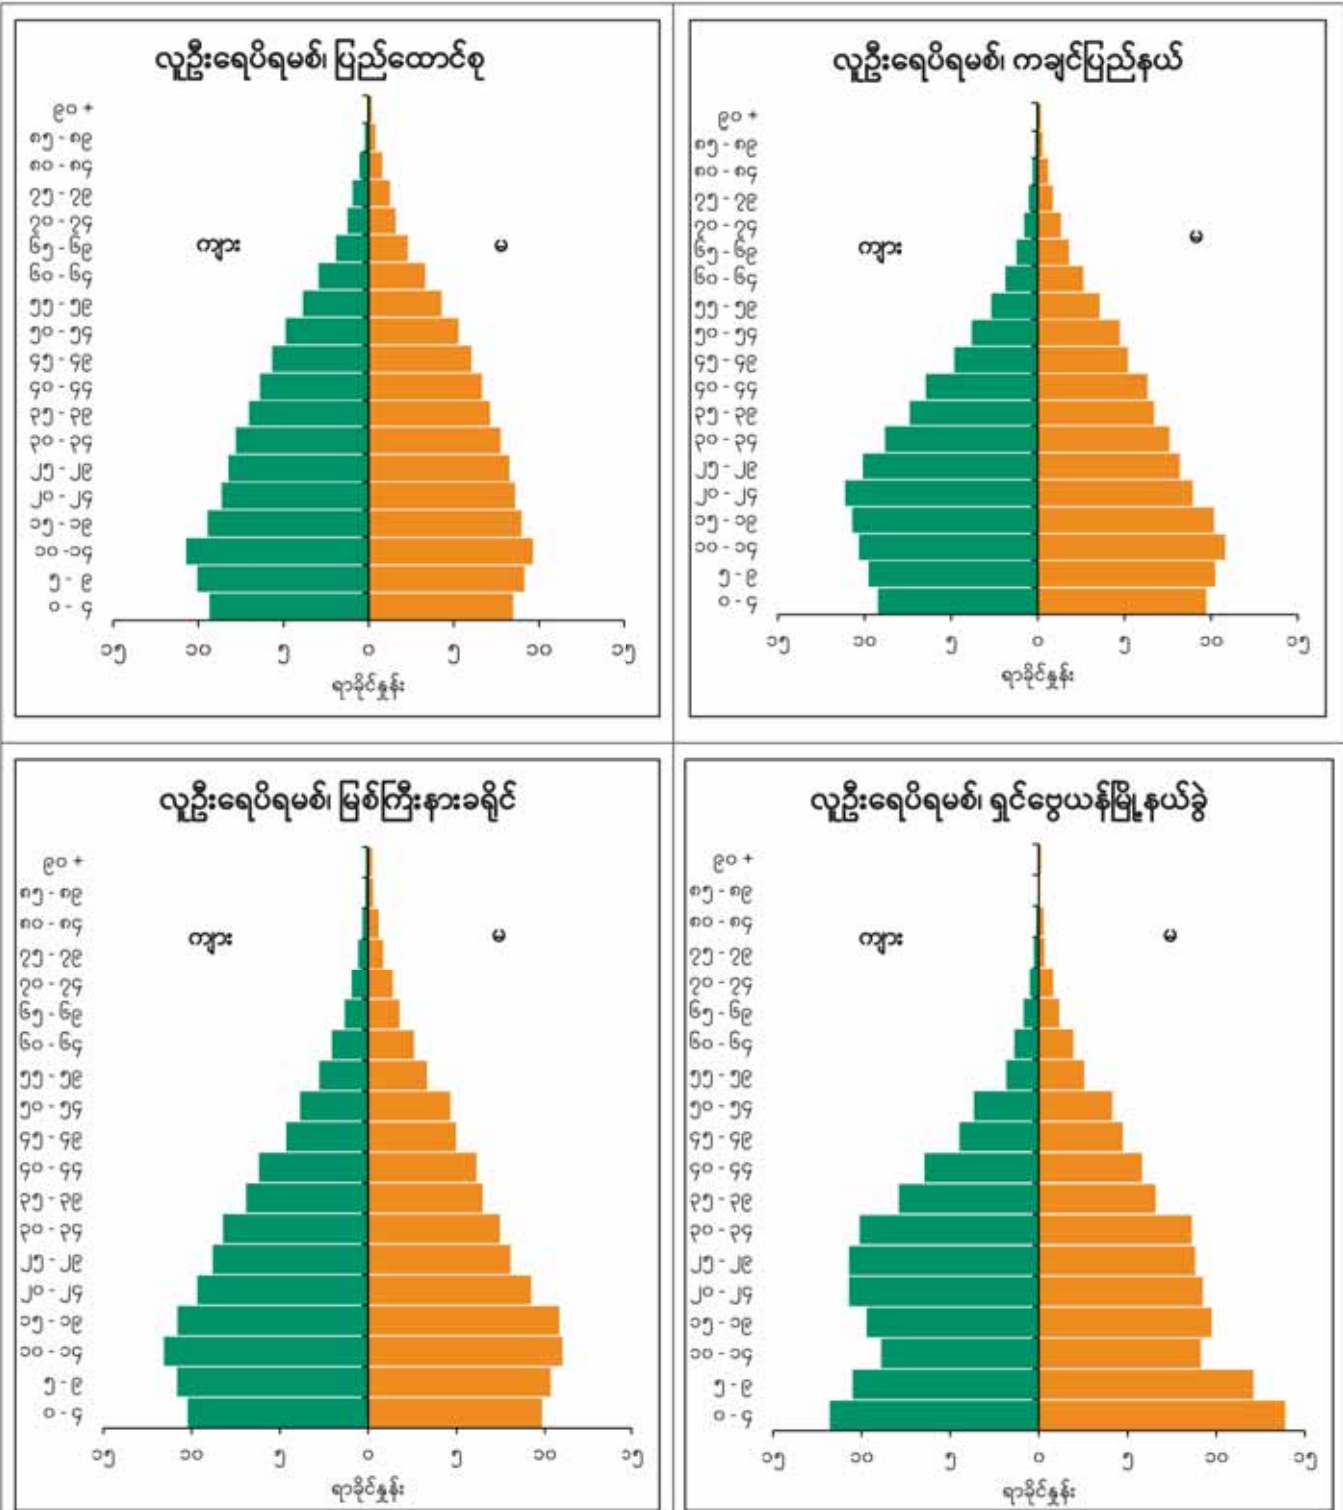 လူဦးရေပိရမစ်၊ ပြည်ထောင်စု
၉၀ +
၈၅ - ၈၉
၈၀ - ၈၄
၇၅ - ၇၉
၇၀ - ၇၄
၆၅ - ၆၉
၆၀ - ၆၄
၅၅ - ၅၉
၅၀ - ၅၄
၄၅ - ၄၉
၄၀ - ၄၄
၃၅ - ၃၉
၃၀ - ၃၄
၂၅ - ၂၉
၂၀ - ၂၄
၁၅ - ၁၉
၁၀ -၁၄
၅ - ၉
၀ - ၄
ကျား မ
၁၅ ၁၀ ၅ ၀ ၅ ၁၀ ၁၅
ရာခိုင်နှုန်း
လူဦးရေပိရမစ်၊ ကချင်ပြည်နယ်
၉၀ +
၈၅ - ၈၉
၈၀ - ၈၄
၇၅ - ၇၉
၇၀ - ၇၄
၆၅ - ၆၉
၆၀ - ၆၄
၅၅ - ၅၉
၅၀ - ၅၄
၄၅ - ၄၉
၄၀ - ၄၄
၃၅ - ၃၉
၃၀ - ၃၄
၂၅ - ၂၉
၂၀ - ၂၄
၁၅ - ၁၉
၁၀ - ၁၄
၅ - ၉
၀ - ၄
ကျား မ
၁၅ ၁၀ ၅ ၀ ၅ ၁၀ ၁၅
ရာခိုင်နှုန်း
လူဦးရေပိရမစ်၊ မြစ်ကြီးနားခရိုင်
၉၀ +
၈၅ - ၈၉
၈၀ - ၈၄
၇၅ - ၇၉
၇၀ - ၇၄
၆၅ - ၆၉
၆၀ - ၆၄
၅၅ - ၅၉
၅၀ - ၅၄
၄၅ - ၄၉
၄၀ - ၄၄
၃၅ - ၃၉
၃၀ - ၃၄
၂၅ - ၂၉
၂၀ - ၂၄
၁၅ - ၁၉
၁၀ - ၁၄
၅ - ၉
၀ - ၄
ကျား မ
၁၅ ၁၀ ၅ ၀ ၅ ၁၀ ၁၅
ရာခိုင်နှုန်း
လူဦးရေပိရမစ်၊ ရှင်ဗွေယန်မြို့နယ်ခွဲ
၉၀ +
၈၅ - ၈၉
၈၀ - ၈၄
၇၅ - ၇၉
၇၀ - ၇၄
၆၅ - ၆၉
၆၀ - ၆၄
၅၅ - ၅၉
၅၀ - ၅၄
၄၅ - ၄၉
၄၀ - ၄၄
၃၅ - ၃၉
၃၀ - ၃၄
၂၅ - ၂၉
၂၀ - ၂၄
၁၅ - ၁၉
၁၀ - ၁၄
၅ - ၉
၀ - ၄
ကျား မ
၁၅ ၁၀ ၅ ၀ ၅ ၁၀ ၁၅
ရာခိုင်နှုန်း